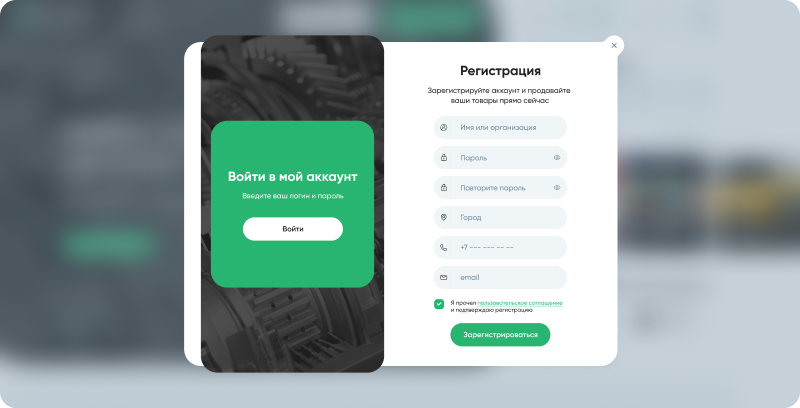 Войти в мой аккаунт
Введите ваш логин и пароль
Войти
Регистрация
Зарегистрируйте аккаунт и продавайте
ваши товары прямо сейчас
Имя или организация
Пароль
Повторите пароль
Город
+7 --- --- -- --
email
Я прочел пользовательское соглашение
и подтверждаю регистрацию
Зарегистрироваться